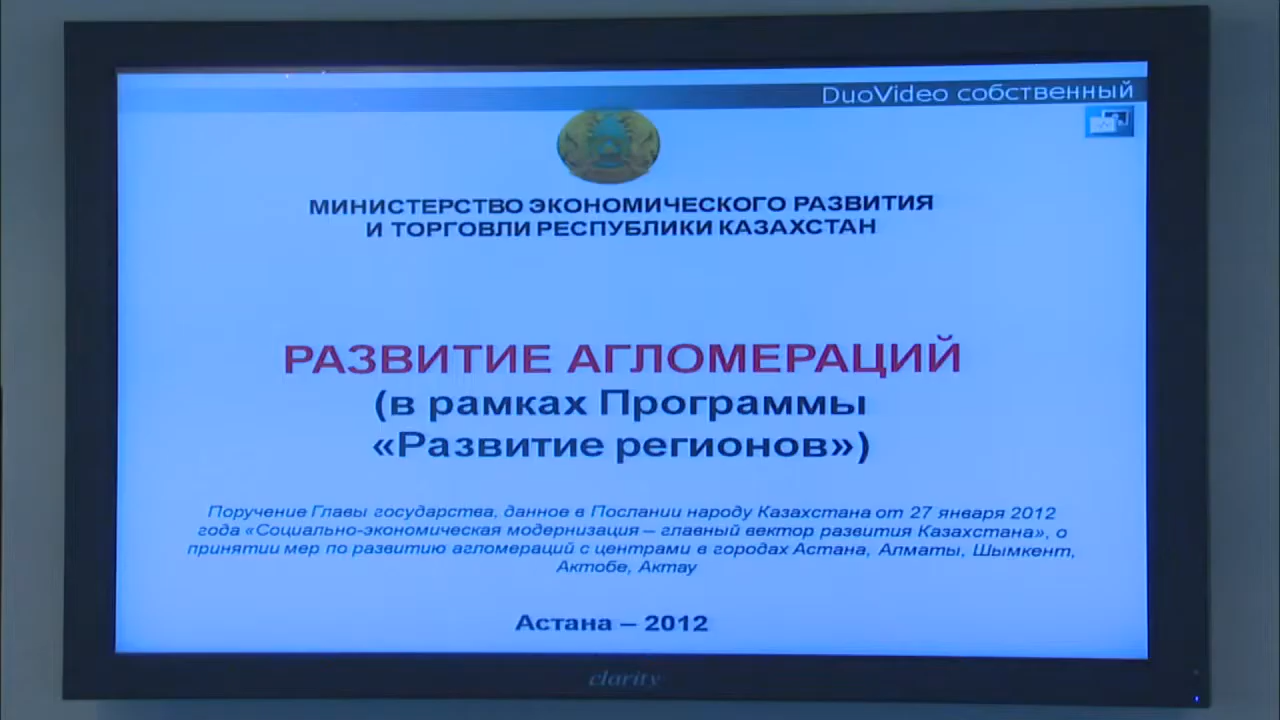 DuoVideo собственный
МИНИСТЕРСТВО ЭКОНОМИЧЕСКОГО РАЗВИТИЯ
И ТОРГОВЛИ РЕСПУБЛИКИ КАЗАХСТАН
РАЗВИТИЕ АГЛОМЕРАЦИЙ
(в рамках Программы
«Развитие регионов»)
Поручение Главы государства, данное в Послании народу Казахстана от 27 января 2012
года «Социально-экономическая модернизация – главный вектор развития Казахстана», о
принятии мер по развитию агломераций с центрами в городах Астана, Алматы, Шымкент,
Актобе, Актау
Астана – 2012
clarity